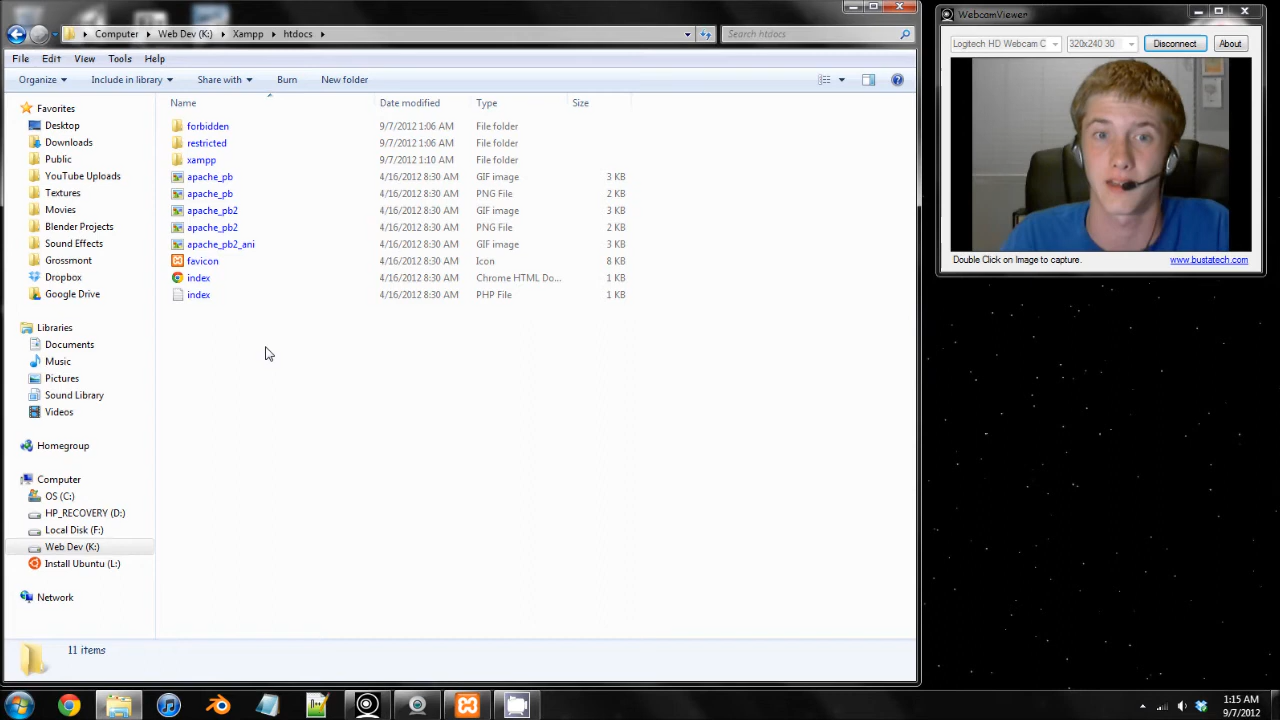 Computer Web Dev (K:) Xampp htdocs
Search htdocs
File Edit View Tools Help
Organize Include in library Share with Burn New folder
Name Date modified Type Size
forbidden 9/7/2012 1:06 AM File folder
restricted 9/7/2012 1:06 AM File folder
xampp 9/7/2012 1:10 AM File folder
apache_pb 4/16/2012 8:30 AM GIF image 3 KB
apache_pb 4/16/2012 8:30 AM PNG File 2 KB
apache_pb2 4/16/2012 8:30 AM GIF image 3 KB
apache_pb2 4/16/2012 8:30 AM PNG File 2 KB
apache_pb2_ani 4/16/2012 8:30 AM GIF image 3 KB
favicon 4/16/2012 8:30 AM Icon 8 KB
index 4/16/2012 8:30 AM Chrome HTML Do... 1 KB
index 4/16/2012 8:30 AM PHP File 1 KB
Favorites
Desktop
Downloads
Public
YouTube Uploads
Textures
Movies
Blender Projects
Sound Effects
Grossmont
Dropbox
Google Drive
Libraries
Documents
Music
Pictures
Sound Library
Videos
Homegroup
Computer
OS (C:)
HP_RECOVERY (D:)
Local Disk (F:)
Web Dev (K:)
Install Ubuntu (L:)
Network
11 items
WebcamViewer
Logitech HD Webcam C 320x240 30 Disconnect About
Double Click on Image to capture. www.bustatech.com
1:15 AM
9/7/2012